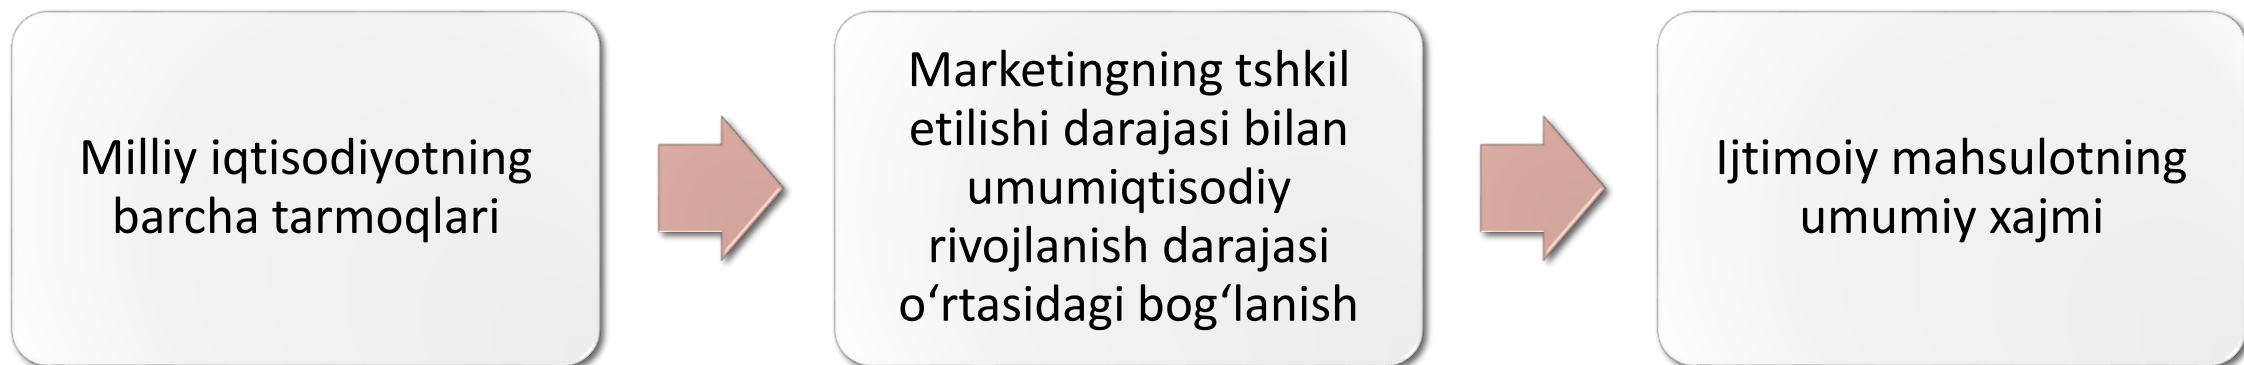 Milliy iqtisodiyotning
barcha tarmoqlari
Marketingning tshkil
etilishi darajasi bilan
umumiqtisodiy
rivojlanish darajasi
o‘rtasidagi bog‘lanish
Ijtimoiy mahsulotning
umumiy xajmi